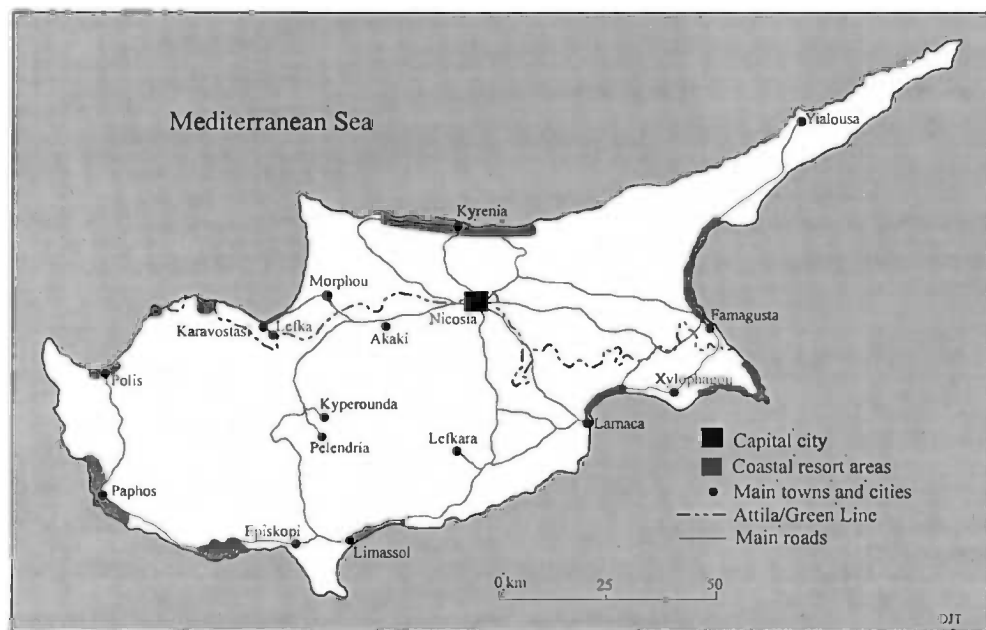 Mediterranean Sea
Yialousa
Kyrenia
Morphou
Nicosia
Famagusta
Karavostas
Lefka
Akaki
Polis
Xylophagou
Kyperounda
Pelendria
Lefkara
Larnaca
Paphos
Episkopi
Limassol
Capital city
Coastal resort areas
Main towns and cities
Attila/Green Line
Main roads
0 km 25 50
DJT